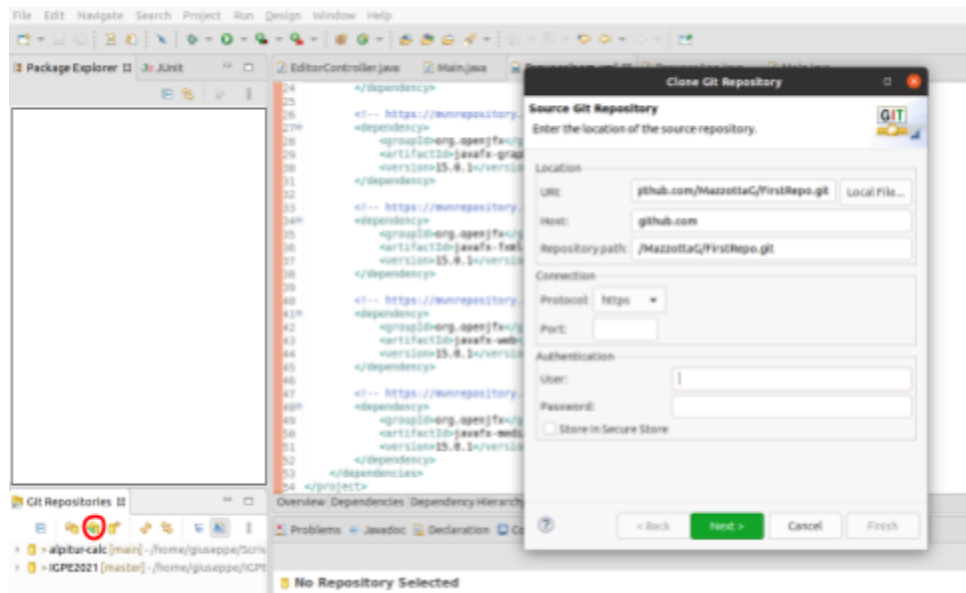 File Edit Navigate Search Project Run Design Window Help
Package Explorer JUnit
EditorController.java Main.java
24 </dependency>
25
26 <!-- https://mvnrepository.
27 <dependency>
28 <groupId>org.openjfx</g
29 <artifactId>javafx-grap
30 <version>15.0.1</versio
31 </dependency>
32
33 <!-- https://mvnrepository.
34 <dependency>
35 <groupId>org.openjfx</g
36 <artifactId>javafx-fxml
37 <version>15.0.1</versio
38 </dependency>
39
40 <!-- https://mvnrepository.
41 <dependency>
42 <groupId>org.openjfx</g
43 <artifactId>javafx-web<
44 <version>15.0.1</versio
45 </dependency>
46
47 <!-- https://mvnrepository.
48 <dependency>
49 <groupId>org.openjfx</g
50 <artifactId>javafx-medi
51 <version>15.0.1</versio
52 </dependency>
53 </dependencies>
54 </project>
Overview Dependencies Dependency Hierarch
Problems Javadoc Declaration Co
No Repository Selected
Git Repositories
> alpitur-calc [main] - /home/giuseppe/Scriv
> IGPE2021 [master] - /home/giuseppe/IGPE
Clone Git Repository
Source Git Repository
Enter the location of the source repository.
GIT
Location
URI: github.com/MazzottaG/FirstRepo.git Local File...
Host: github.com
Repository path: /MazzottaG/FirstRepo.git
Connection
Protocol: https
Port:
Authentication
User:
Password:
Store in Secure Store
< Back Next > Cancel Finish